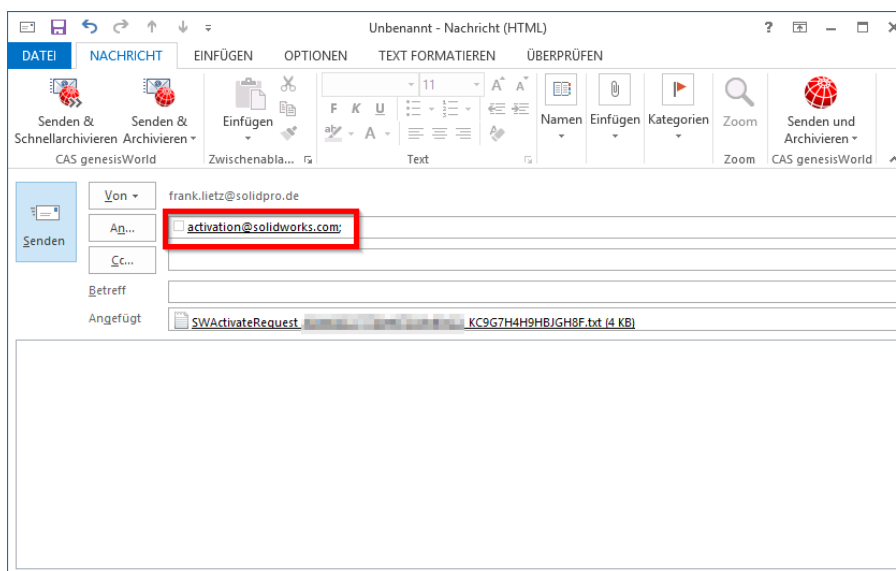 Unbenannt - Nachricht (HTML)
?
DATEI NACHRICHT EINFÜGEN OPTIONEN TEXT FORMATIEREN ÜBERPRÜFEN
11 A A
F K U
Senden & Schnellarchivieren
Senden & Archivieren
Einfügen
ab A
Namen
Einfügen
Kategorien
Zoom
Senden und Archivieren
CAS genesisWorld
Zwischenabla...
Text
Zoom
CAS genesisWorld
Senden
Von frank.lietz@solidpro.de
An... activation@solidworks.com;
Cc...
Betreff
Angefügt SWActivateRequest_ _KC9G7H4H9HBJGH8F.txt (4 KB)